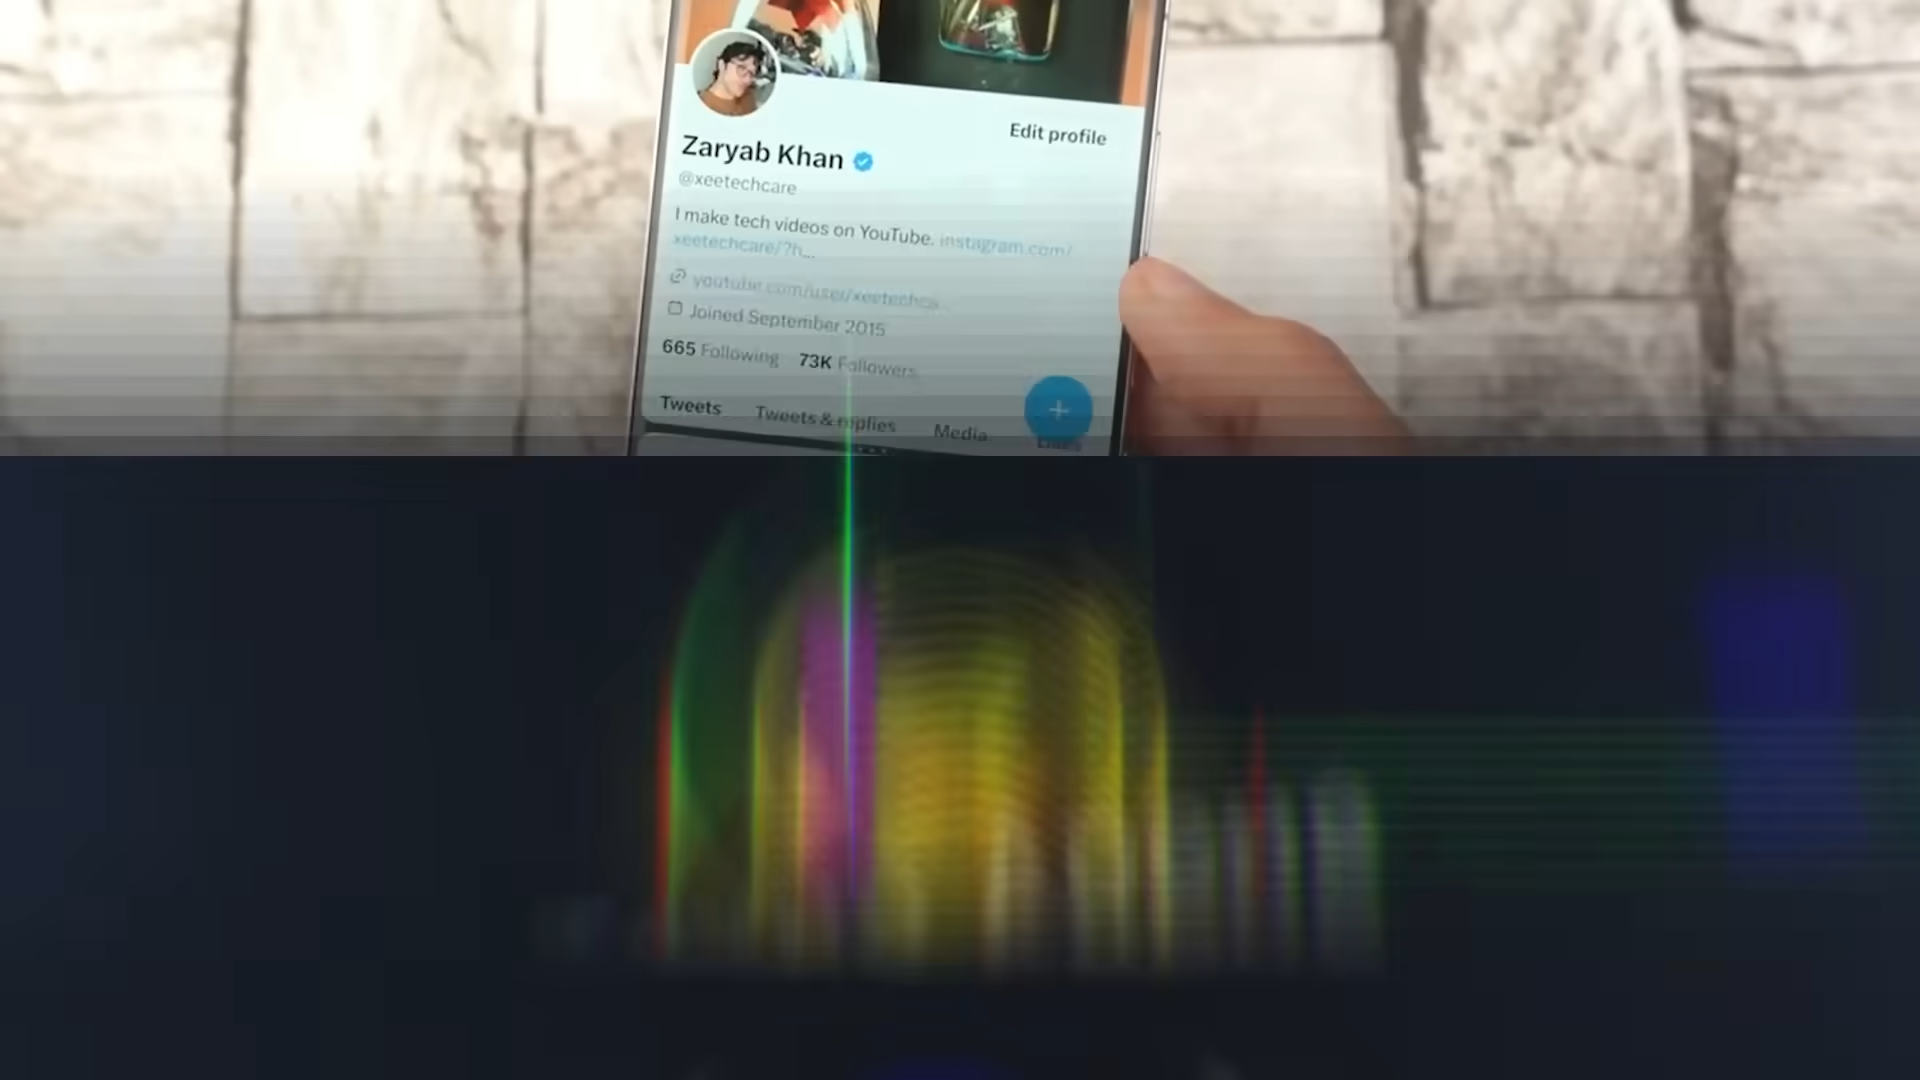 Edit profile
Zaryab Khan
@xeetechcare
I make tech videos on YouTube. instagram.com/
xeetechcare/?h...
youtube.com/user/xeetechca...
Joined September 2015
665 Following 73K Followers
Tweets Tweets & replies Media Likes